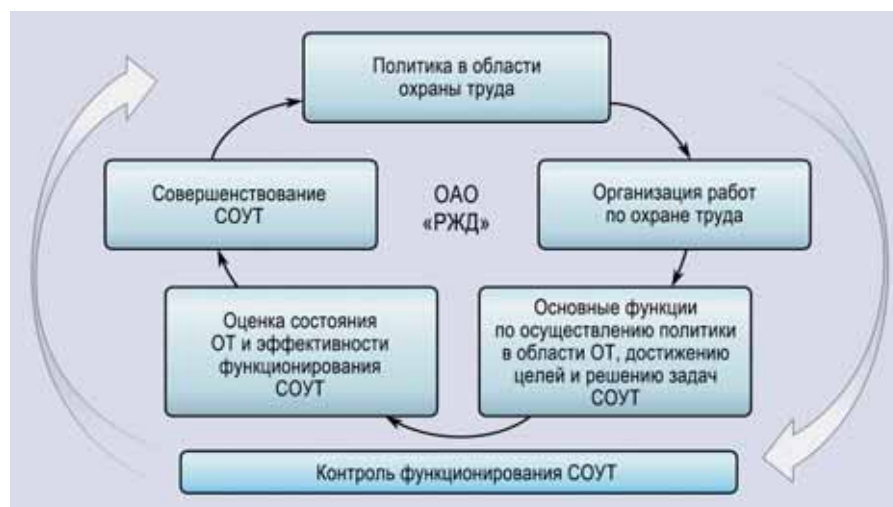 Политика в области
охраны труда
Совершенствование
СОУТ
ОАО
«РЖД»
Организация работ
по охране труда
Оценка состояния
ОТ и эффективности
функционирования
СОУТ
Основные функции
по осуществлению политики
в области ОТ, достижению
целей и решению задач
СОУТ
Контроль функционирования СОУТ